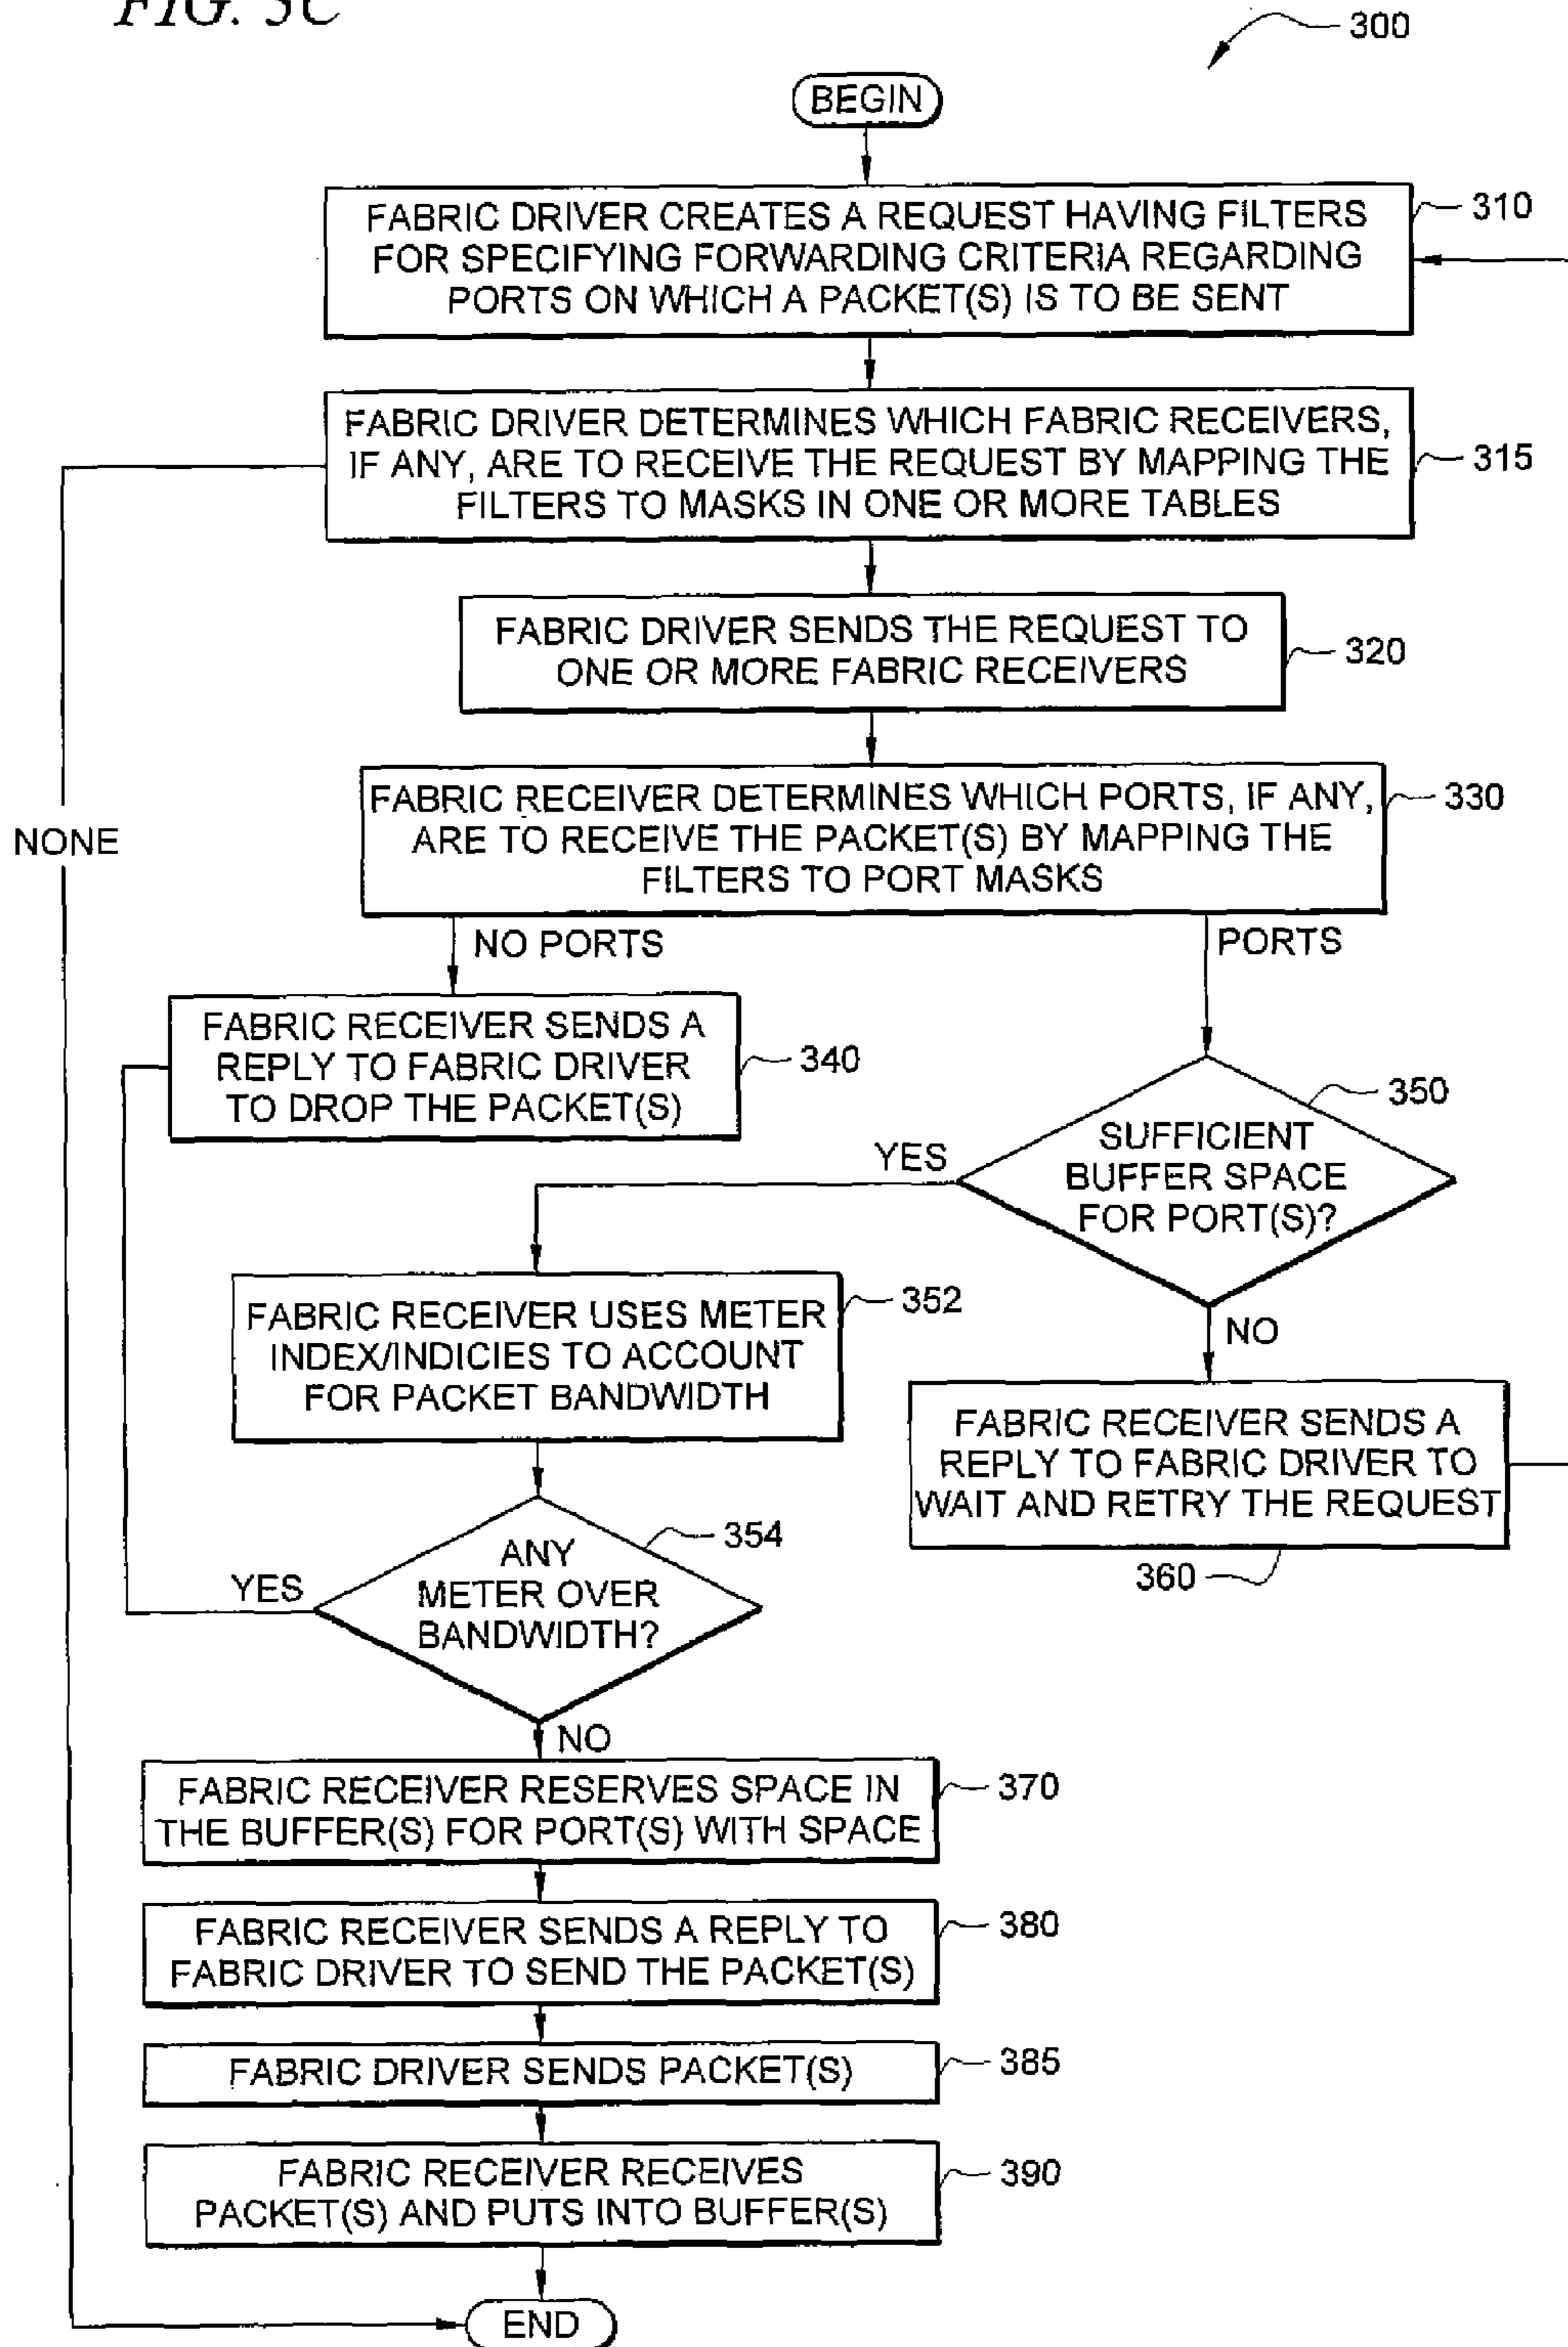 FIG. 3C
300
BEGIN
FABRIC DRIVER CREATES A REQUEST HAVING FILTERS
FOR SPECIFYING FORWARDING CRITERIA REGARDING
PORTS ON WHICH A PACKET(S) IS TO BE SENT
310
FABRIC DRIVER DETERMINES WHICH FABRIC RECEIVERS,
IF ANY, ARE TO RECEIVE THE REQUEST BY MAPPING THE
FILTERS TO MASKS IN ONE OR MORE TABLES
315
FABRIC DRIVER SENDS THE REQUEST TO
ONE OR MORE FABRIC RECEIVERS
320
FABRIC RECEIVER DETERMINES WHICH PORTS, IF ANY,
ARE TO RECEIVE THE PACKET(S) BY MAPPING THE
FILTERS TO PORT MASKS
330
NONE
NO PORTS
PORTS
FABRIC RECEIVER SENDS A
REPLY TO FABRIC DRIVER
TO DROP THE PACKET(S)
340
350
SUFFICIENT
BUFFER SPACE
FOR PORT(S)?
YES
NO
FABRIC RECEIVER USES METER
INDEX/INDICIES TO ACCOUNT
FOR PACKET BANDWIDTH
352
FABRIC RECEIVER SENDS A
REPLY TO FABRIC DRIVER TO
WAIT AND RETRY THE REQUEST
360
354
ANY
METER OVER
BANDWIDTH?
YES
NO
FABRIC RECEIVER RESERVES SPACE IN
THE BUFFER(S) FOR PORT(S) WITH SPACE
370
FABRIC RECEIVER SENDS A REPLY TO
FABRIC DRIVER TO SEND THE PACKET(S)
380
FABRIC DRIVER SENDS PACKET(S)
385
FABRIC RECEIVER RECEIVES
PACKET(S) AND PUTS INTO BUFFER(S)
390
END